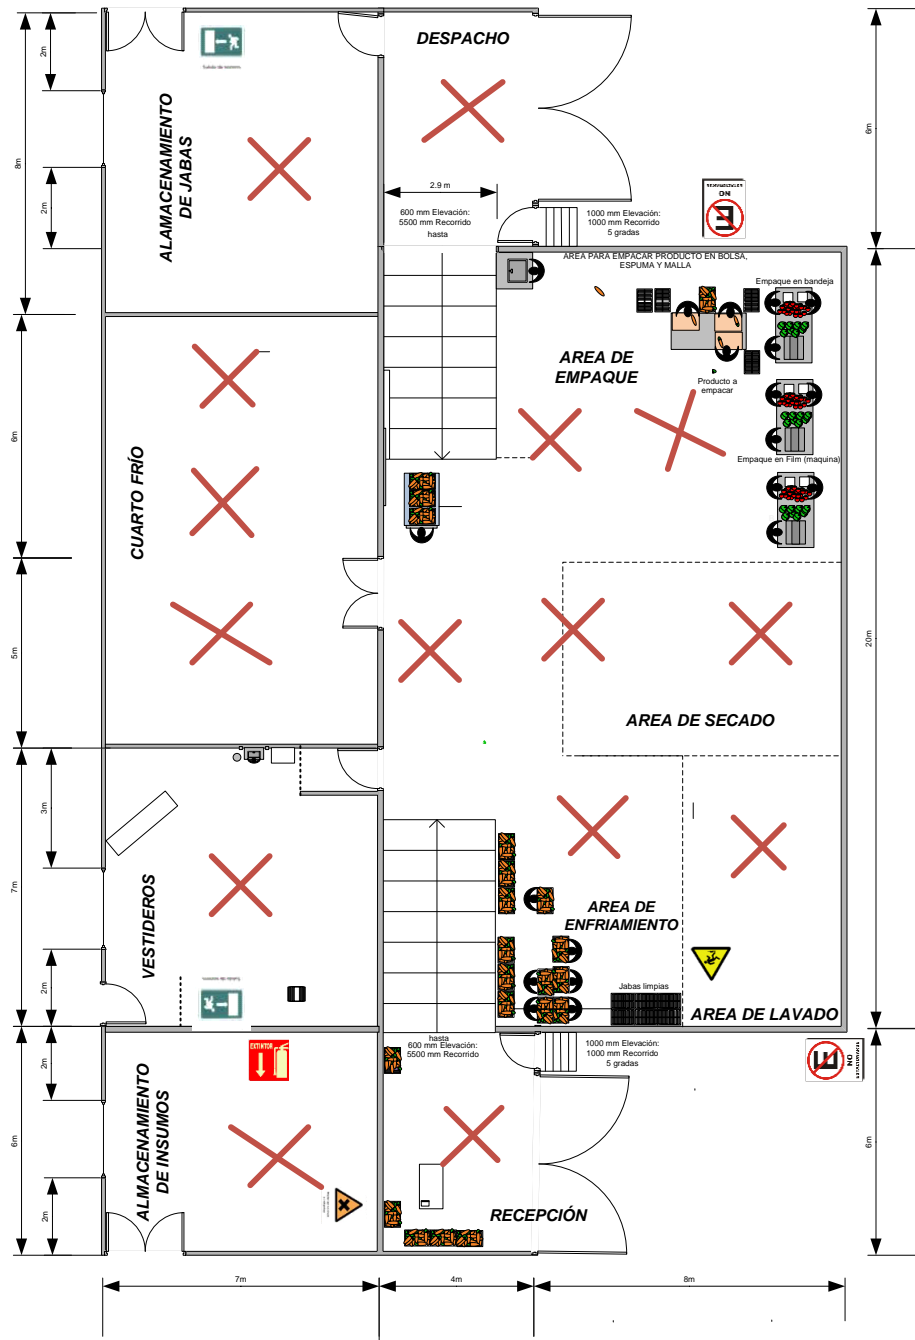 DESPACHO
2m
8m
2m
ALAMACENAMIENTO
DE JABAS
6m
2.9 m
600 mm Elevación:
5500 mm Recorrido
hasta
1000 mm Elevación:
1000 mm Recorrido
5 gradas
NO
ESTACIONARSE
E
AREA PARA EMPACAR PRODUCTO EN BOLSA,
ESPUMA Y MALLA
Empaque en bandeja
AREA DE
EMPAQUE
Producto a
empacar
Empaque en Film (maquina)
6m
CUARTO FRÍO
5m
20m
AREA DE SECADO
3m
7m
2m
VESTIDEROS
AREA DE
ENFRIAMIENTO
Jabas limpias
AREA DE LAVADO
hasta
600 mm Elevación:
5500 mm Recorrido
1000 mm Elevación:
1000 mm Recorrido
5 gradas
NO
ESTACIONARSE
E
EXTINTOR
2m
6m
2m
ALMACENAMIENTO
DE INSUMOS
RECEPCIÓN
6m
7m
4m
8m